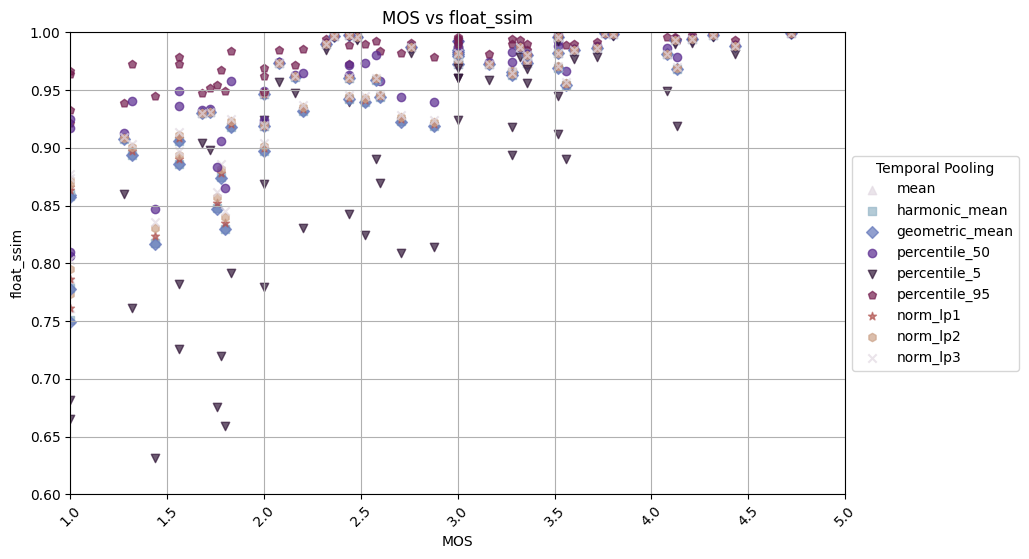 MOS vs float_ssim
1.00
0.95
0.90
0.85
0.80
0.75
0.70
0.65
0.60
float_ssim
1.0
1.5
2.0
2.5
3.0
3.5
4.0
4.5
5.0
MOS
Temporal Pooling
mean
harmonic_mean
geometric_mean
percentile_50
percentile_5
percentile_95
norm_lp1
norm_lp2
norm_lp3